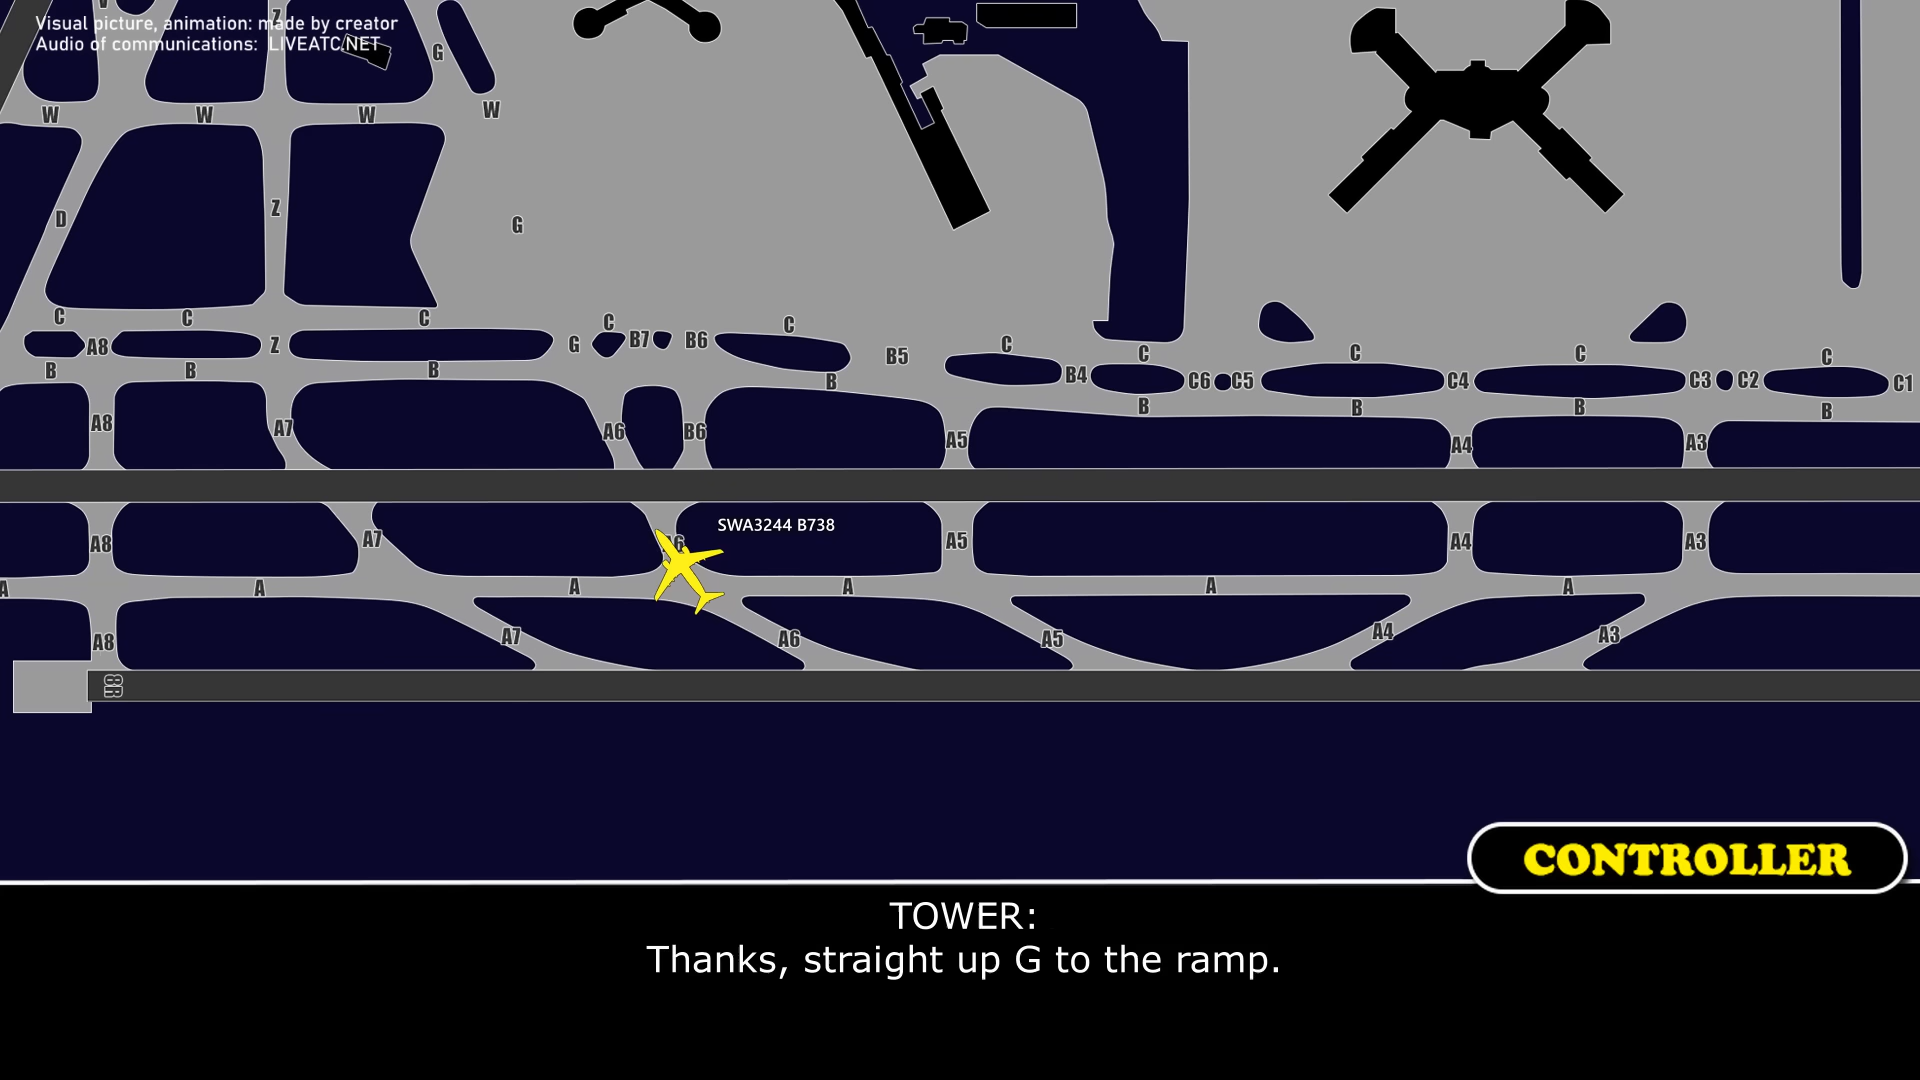 Visual picture, animation: made by creator
Audio of communications: LIVEATC.NET
V
Z
G
W
W
W
W
D
Z
G
C
C
C
C
C
C
C
C
C
C
A8
Z
G
B7
B6
B5
B4
C6
C5
C4
C3
C2
C1
B
B
B
B
B
B
B
B
A8
A7
A6
B6
A5
A4
A3
SWA3244 B738
A8
A7
A6
A5
A4
A3
A
A
A
A
A
A
A8
A7
A6
A5
A4
A3
8R
CONTROLLER
TOWER:
Thanks, straight up G to the ramp.